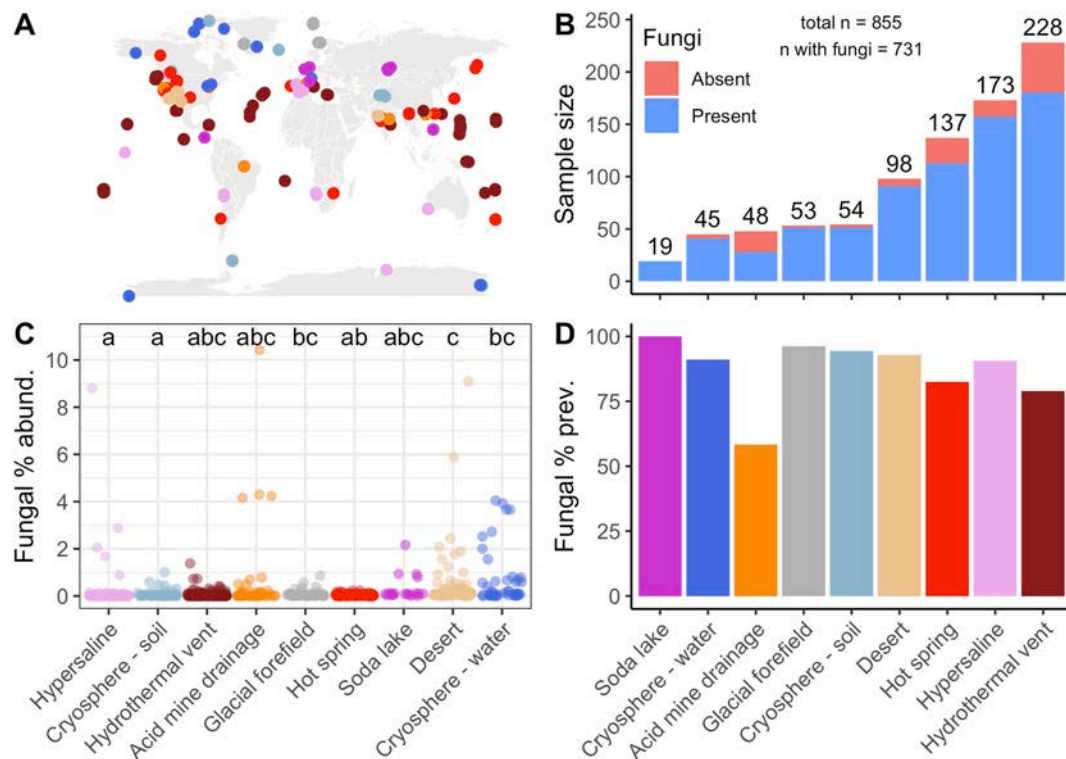 A
B
total n = 855
n with fungi = 731
Fungi
Absent
Present
Sample size
250
200
150
100
50
0
19
45
48
53
54
98
137
173
228
C
Fungal % abund.
10
8
6
4
2
0
a
a
abc
abc
bc
ab
abc
c
bc
Hypersaline
Cryosphere - soil
Hydrothermal vent
Acid mine drainage
Glacial forefield
Hot spring
Soda lake
Desert
Cryosphere - water
D
Fungal % prev.
100
75
50
25
0
Soda lake
Cryosphere - water
Acid mine drainage
Glacial forefield
Cryosphere - soil
Desert
Hot spring
Hypersaline
Hydrothermal vent